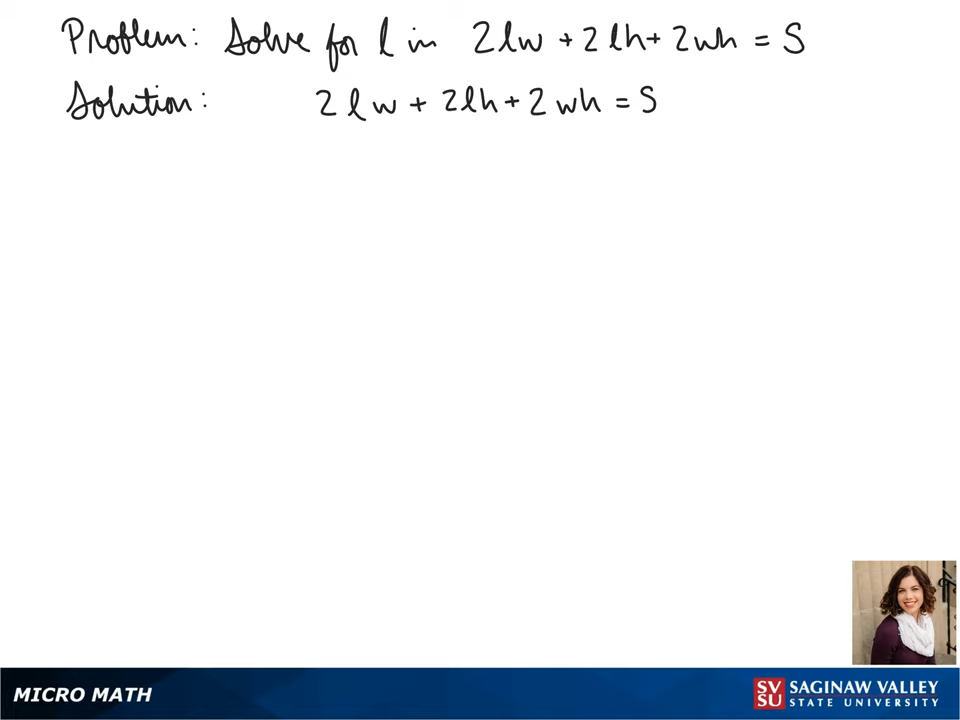 Problem: Solve for l in 2lw + 2lh + 2wh = S
Solution: 2lw + 2lh + 2wh = S
MICRO MATH
SV SU SAGINAW VALLEY STATE UNIVERSITY